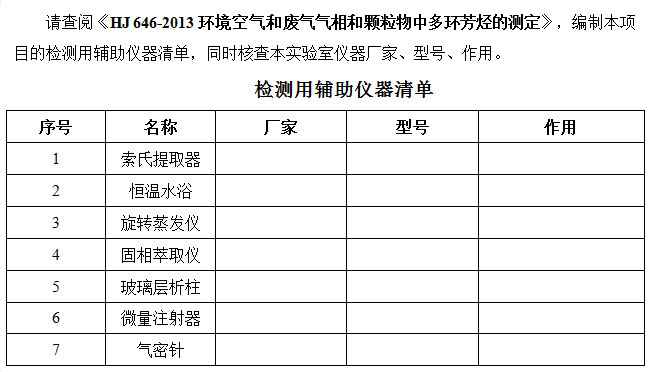 请查阅《HJ 646-2013 环境空气和废气气相和颗粒物中多环芳烃的测定》，编制本项
目的检测用辅助仪器清单，同时核查本实验室仪器厂家、型号、作用。
检测用辅助仪器清单
序号 名称 厂家 型号 作用
1 索氏提取器
2 恒温水浴
3 旋转蒸发仪
4 固相萃取仪
5 玻璃层析柱
6 微量注射器
7 气密针